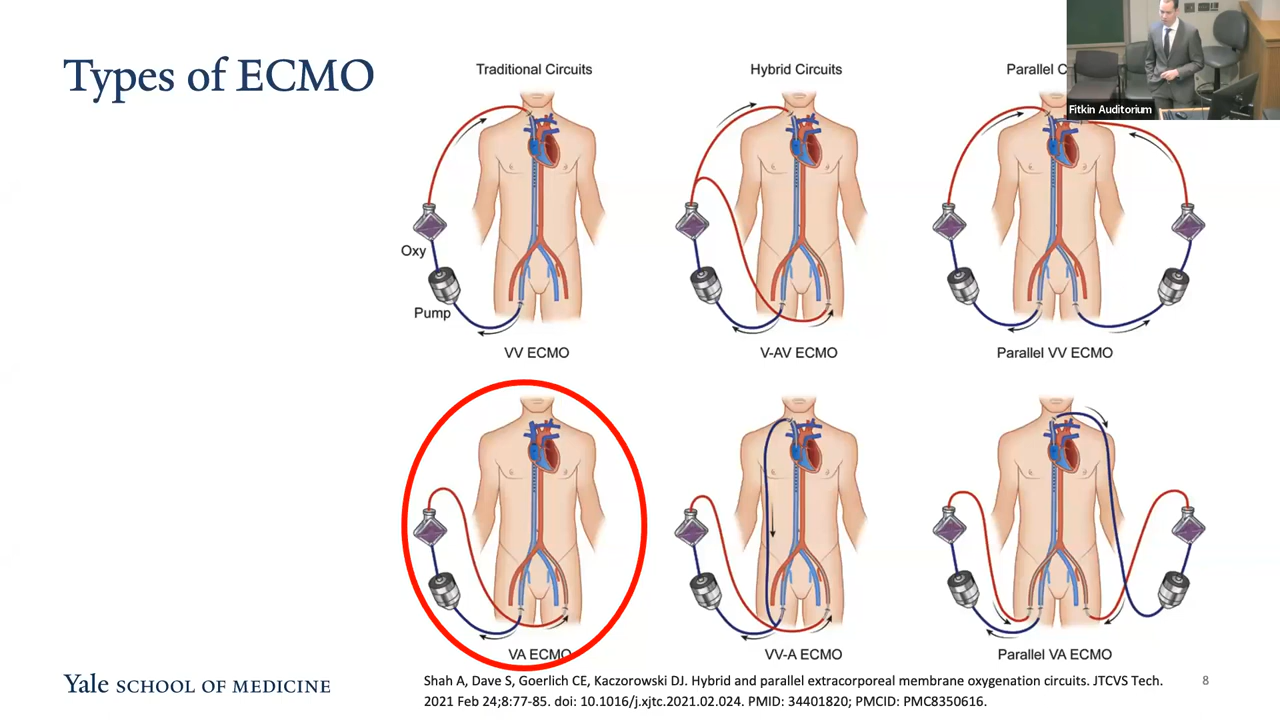 Types of ECMO
Traditional Circuits
Hybrid Circuits
Parallel C
Fitkin Auditorium
Oxy
Pump
VV ECMO
V-AV ECMO
Parallel VV ECMO
VA ECMO
VV-A ECMO
Parallel VA ECMO
Yale SCHOOL OF MEDICINE
Shah A, Dave S, Goerlich CE, Kaczorowski DJ. Hybrid and parallel extracorporeal membrane oxygenation circuits. JTCVS Tech.
2021 Feb 24;8:77-85. doi: 10.1016/j.xjtc.2021.02.024. PMID: 34401820; PMCID: PMC8350616.
8